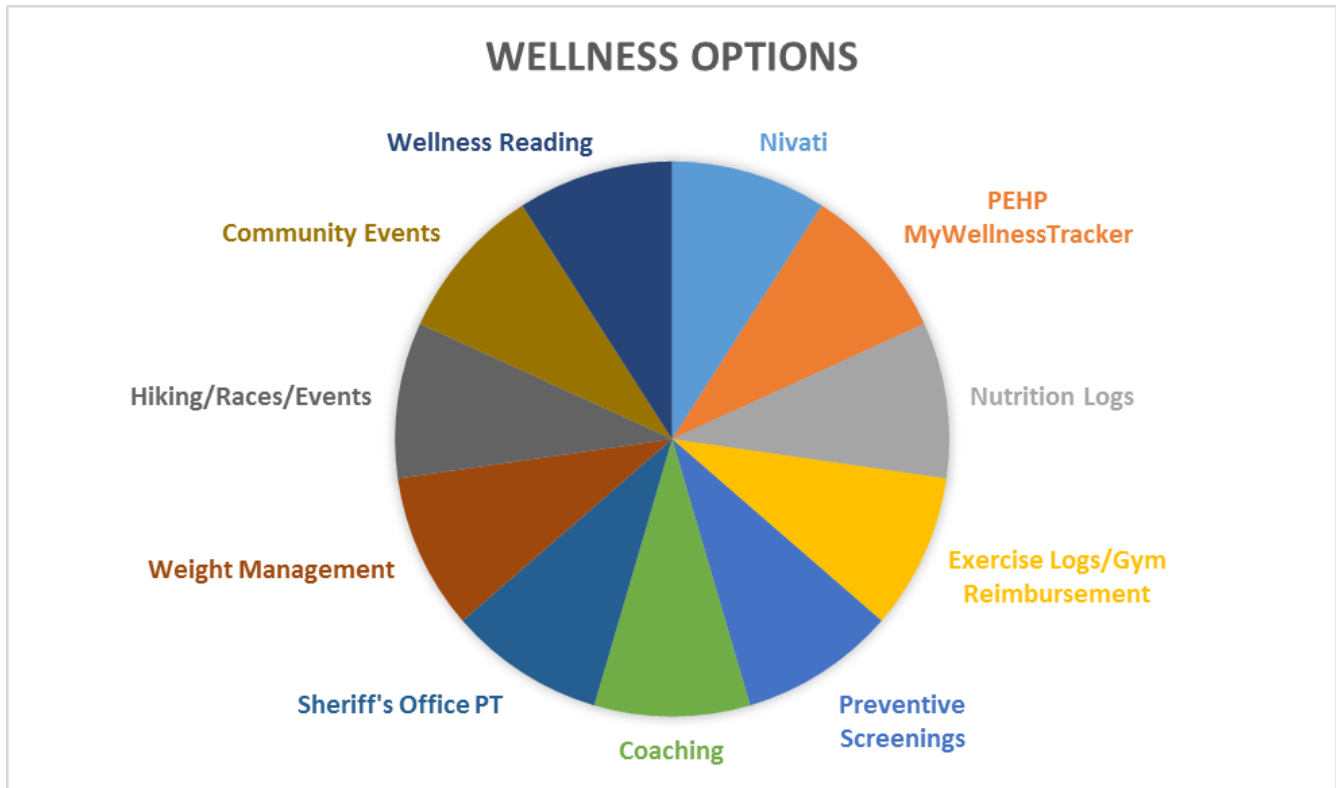 WELLNESS OPTIONS
Wellness Reading
Nivati
Community Events
PEHP
MyWellnessTracker
Hiking/Races/Events
Nutrition Logs
Weight Management
Exercise Logs/Gym
Reimbursement
Sheriff's Office PT
Preventive
Screenings
Coaching